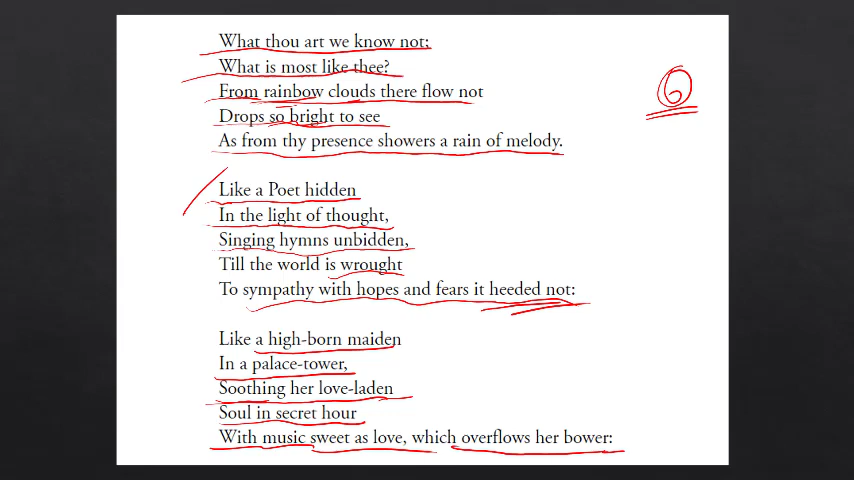 What thou art we know not;
What is most like thee?
From rainbow clouds there flow not
Drops so bright to see
As from thy presence showers a rain of melody.
6
Like a Poet hidden
In the light of thought,
Singing hymns unbidden,
Till the world is wrought
To sympathy with hopes and fears it heeded not:
Like a high-born maiden
In a palace-tower,
Soothing her love-laden
Soul in secret hour
With music sweet as love, which overflows her bower: